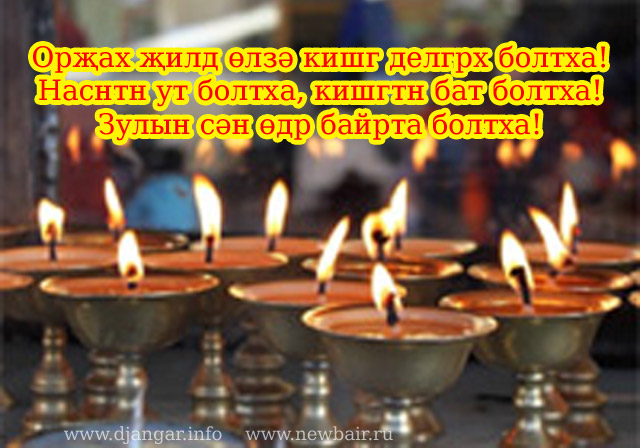 Орҗах җилд өлзә кишг делгрх болтха!
Наснтн ут болтха, кишгтн бат болтха!
Зулын сән өдр байрта болтха!
www.djangar.info www.newbair.ru